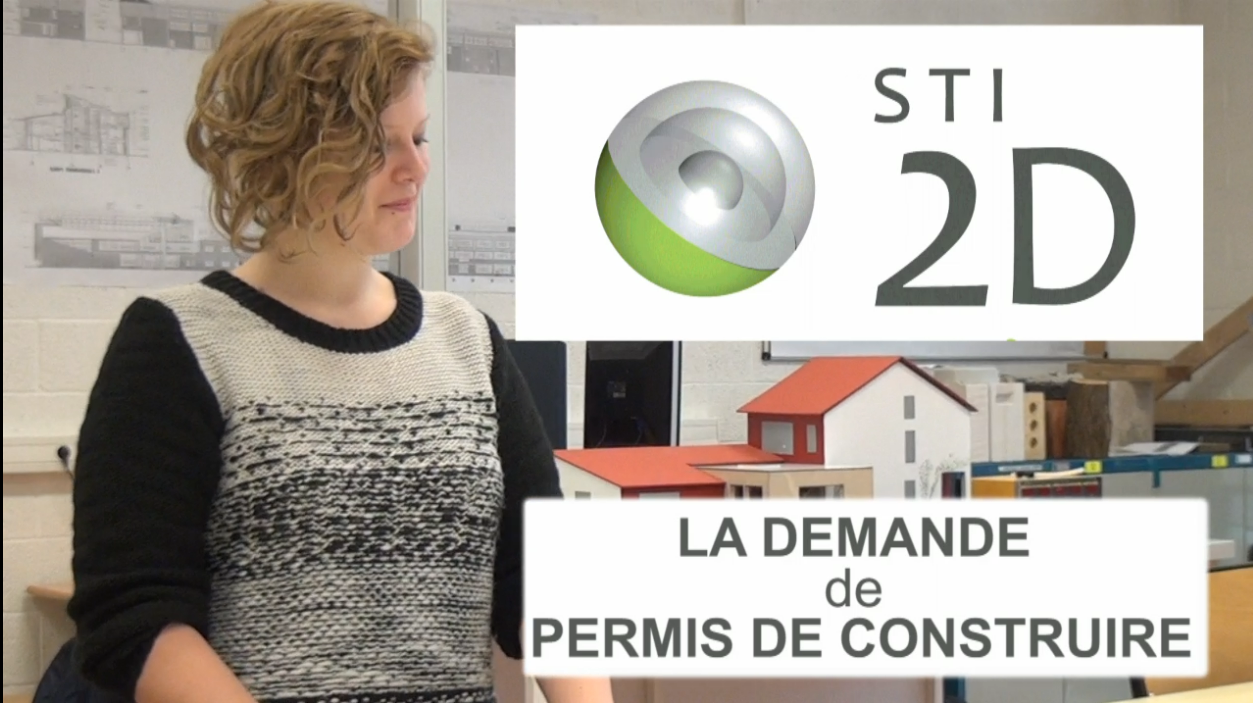 STI
2D
LA DEMANDE
de
PERMIS DE CONSTRUIRE